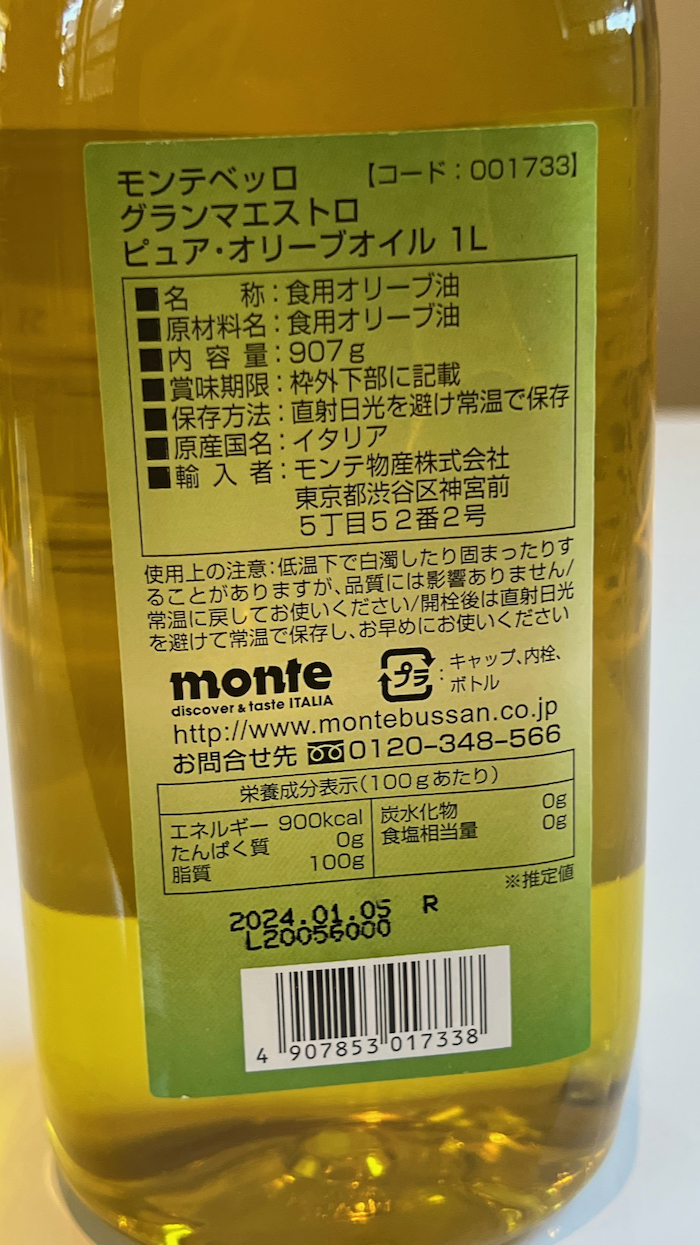 モンテベッロ 【コード：001733】
グランマエストロ
ピュア・オリーブオイル 1L
■名　　称：食用オリーブ油
■原材料名：食用オリーブ油
■内 容 量：907g
■賞味期限：枠外下部に記載
■保存方法：直射日光を避け常温で保存
■原産国名：イタリア
■輸 入 者：モンテ物産株式会社
東京都渋谷区神宮前
5丁目52番2号
使用上の注意：低温下で白濁したり固まったりす
ることがありますが、品質には影響ありません/
常温に戻してお使いください/開栓後は直射日光
を避けて常温で保存し、お早めにお使いください
monte
discover & taste ITALIA
プラ：キャップ、内栓、
ボトル
http://www.montebussan.co.jp
お問合せ先 0120-348-566
栄養成分表示（100gあたり）
エネルギー 900kcal
たんぱく質 0g
脂質 100g
炭水化物 0g
食塩相当量 0g
※推定値
2024.01.05 R
L20056000
4 907853 017338